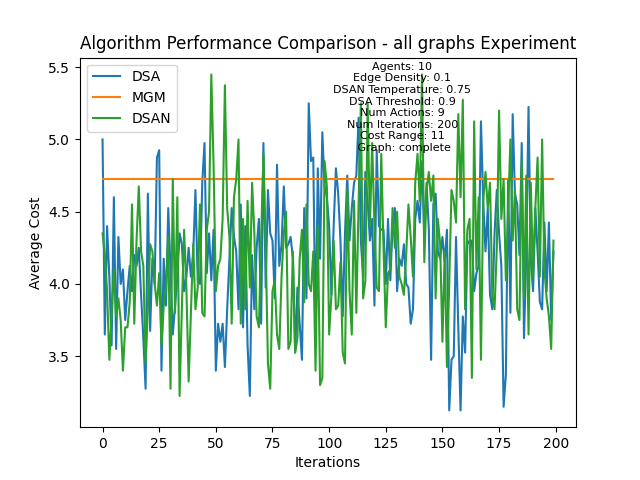 Algorithm Performance Comparison - all graphs Experiment
DSA
MGM
DSAN
Agents: 10
Edge Density: 0.1
DSAN Temperature: 0.75
DSA Threshold: 0.9
Num Actions: 9
Num Iterations: 200
Cost Range: 11
Graph: complete
5.5
5.0
4.5
4.0
3.5
Average Cost
0 25 50 75 100 125 150 175 200
Iterations